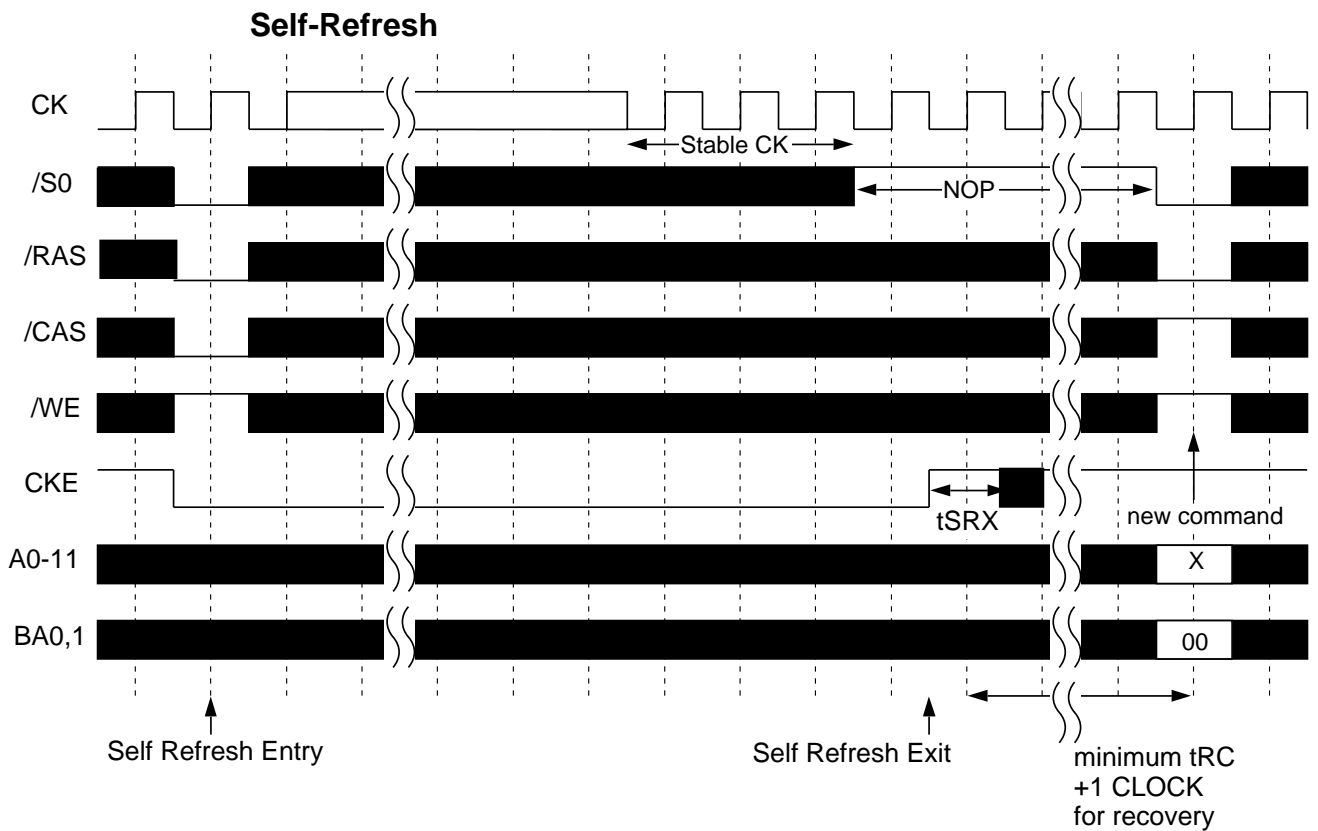 Self-Refresh
CK
Stable CK
/S0
NOP
/RAS
/CAS
/WE
CKE
tSRX
new command
A0-11
X
BA0,1
00
Self Refresh Entry
Self Refresh Exit
minimum tRC
+1 CLOCK
for recovery